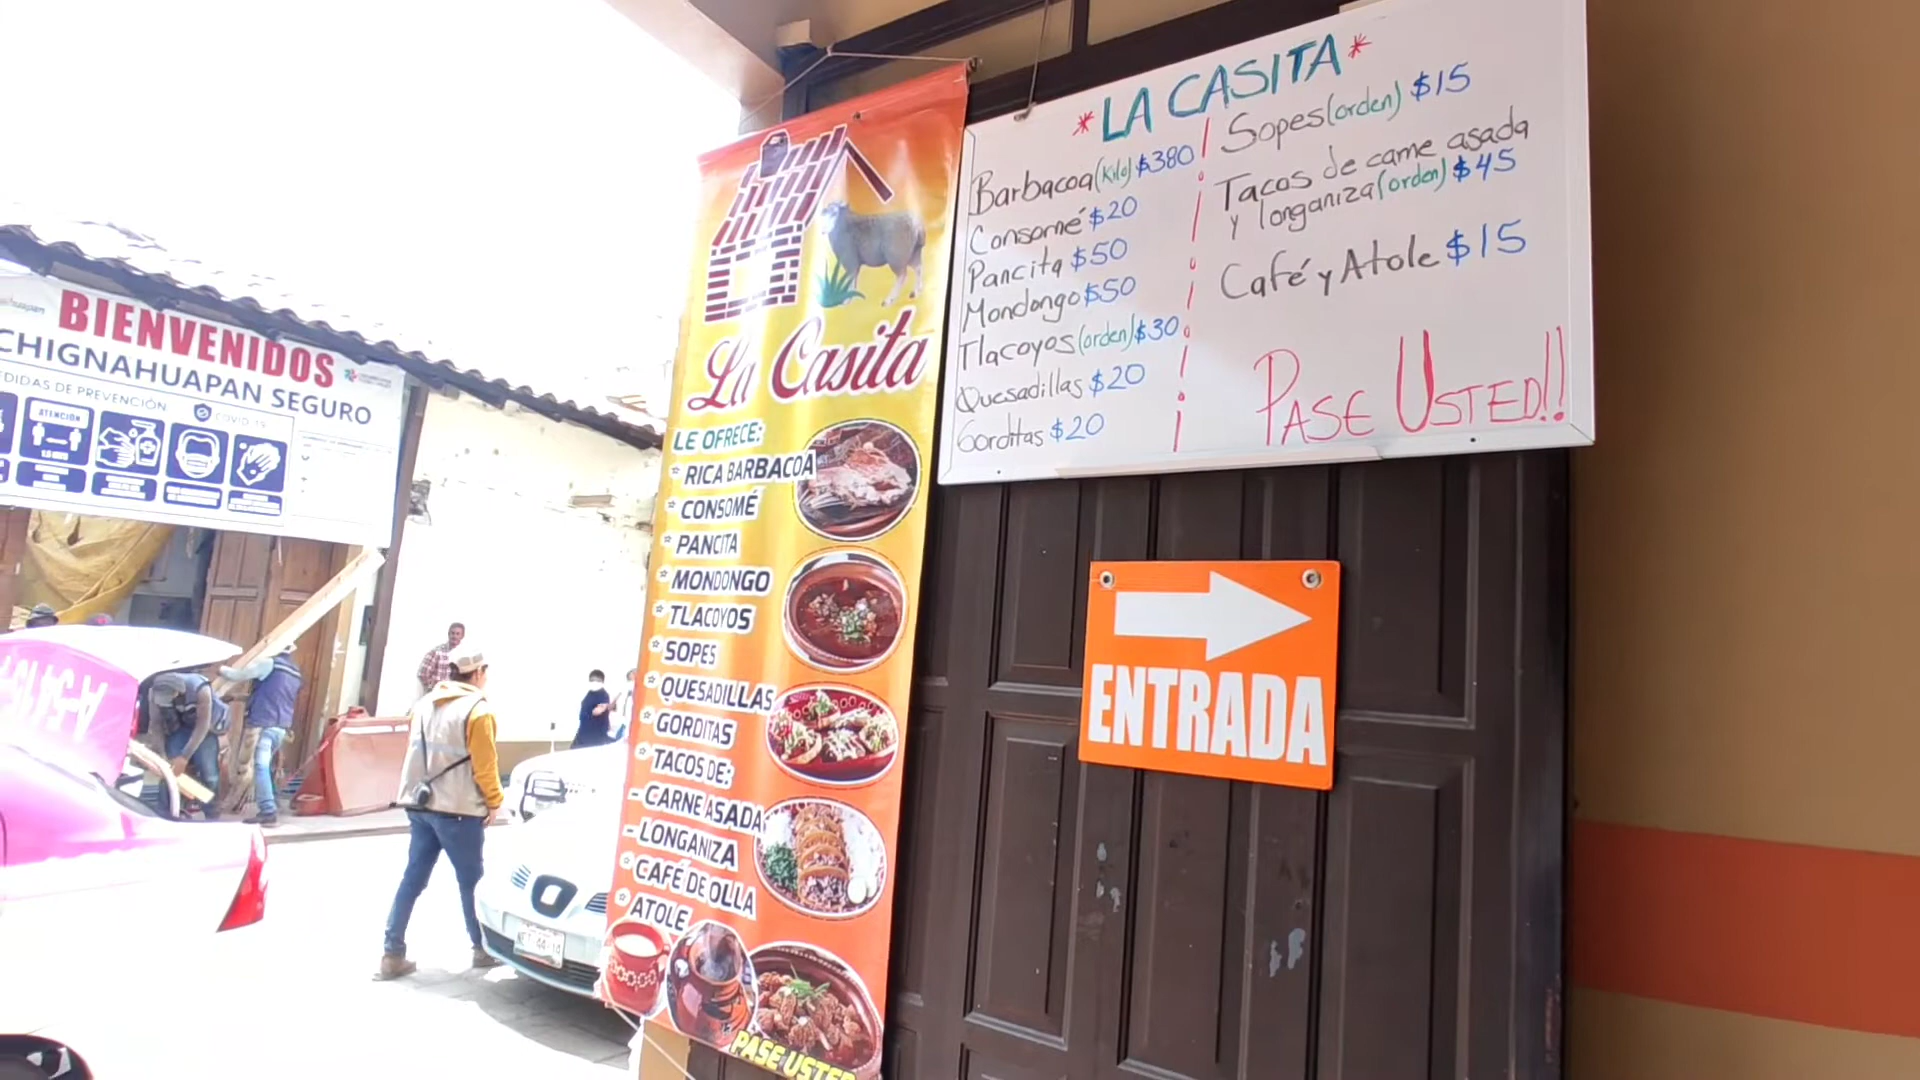 BIENVENIDOS
CHIGNAHUAPAN SEGURO
DIDAS DE PREVENCIÓN
COVID-19
ATENCIÓN
La Casita
LE OFRECE:
* RICA BARBACOA
* CONSOMÉ
* PANCITA
* MONDONGO
* TLACOYOS
* SOPES
* QUESADILLAS
* GORDITAS
* TACOS DE:
- CARNE ASADA
- LONGANIZA
* CAFÉ DE OLLA
* ATOLE
PASE USTED
* LA CASITA *
Barbacoa (Kilo) $380
Consomé $20
Pancita $50
Mondongo $50
Tlacoyos (orden) $30
Quesadillas $20
Gorditas $20
Sopes (orden) $15
Tacos de carne asada
y longaniza (orden) $45
Café y Atole $15
PASE USTED!!
ENTRADA